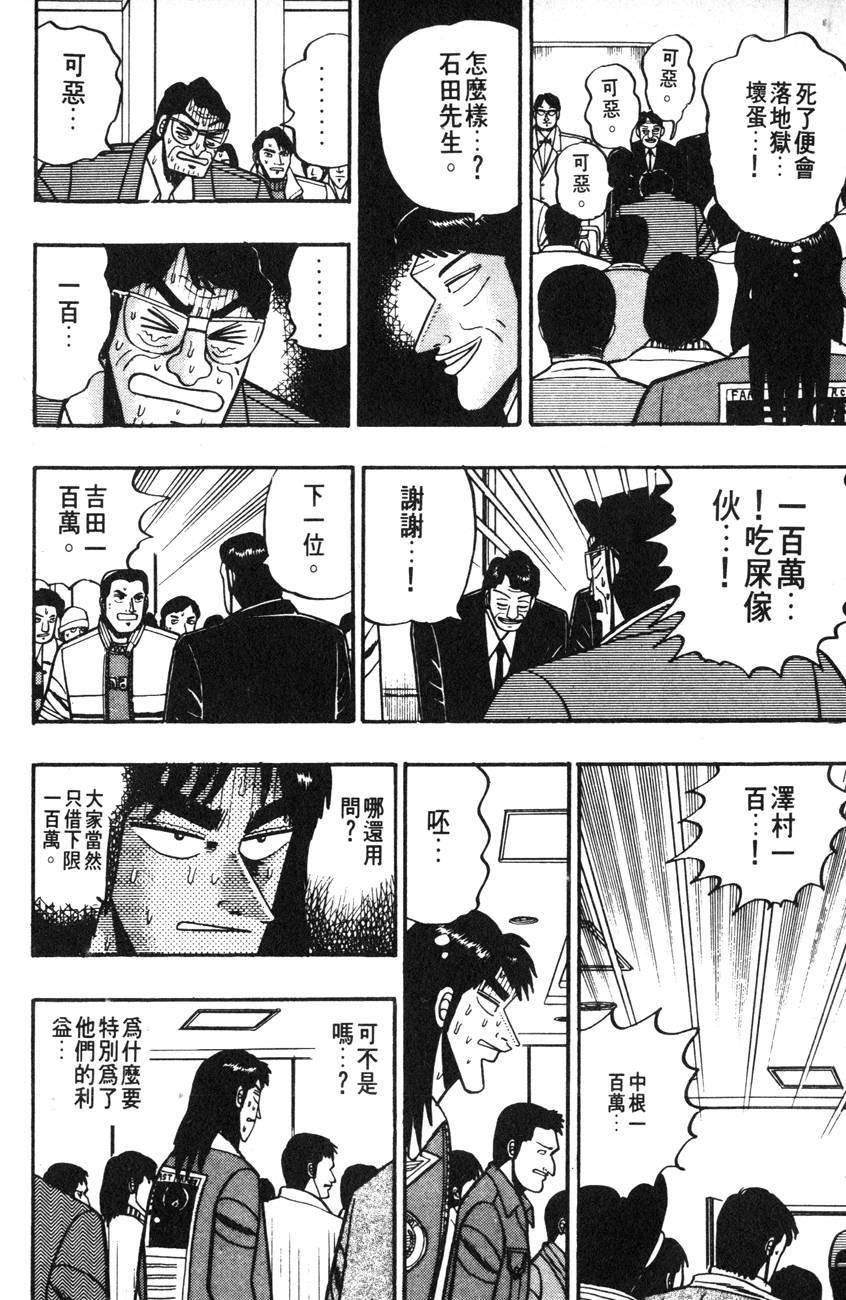 死了便會
落地獄…
壞蛋…！
可惡。
可惡。
可惡。
怎麼樣…？
石田先生。
……
可惡…
……
一百…
一百萬…
！吃屎傢
伙…！
謝謝…！
下一位。
吉田一
百萬。
澤村一
百…！
中根一
百萬…
呸…
哪還用
問？
大家當然
只借下限
一百萬。
可不是
嗎…？
爲什麼要
特別爲了
他們的利
益…